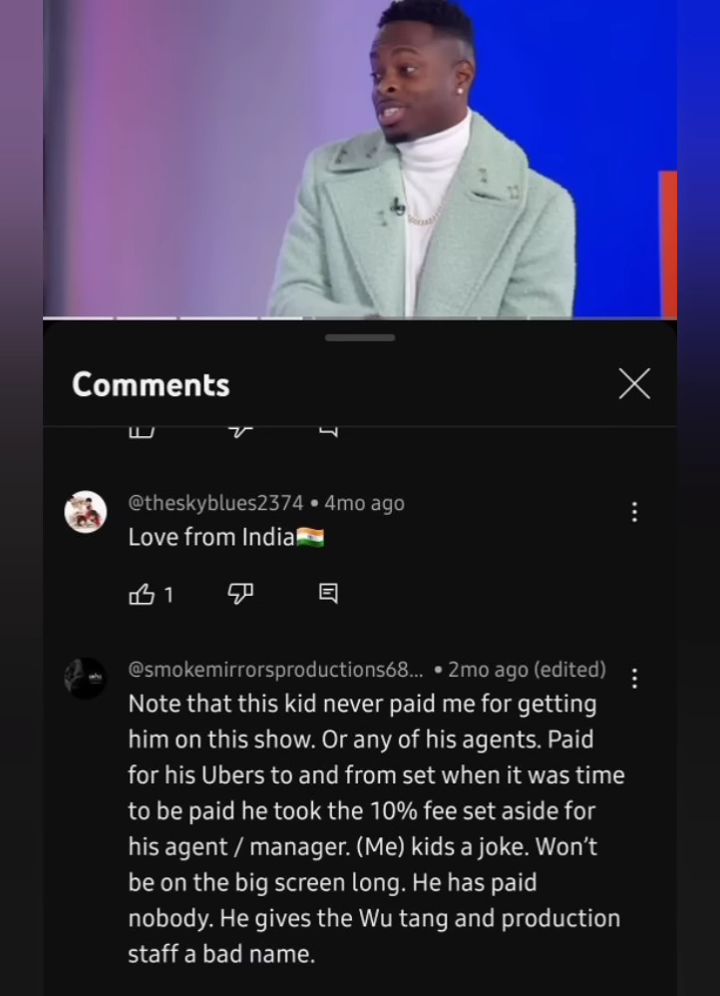 Comments
@theskyblues2374 • 4mo ago
Love from India🇮🇳
1
@smokemirrorsproductions68... • 2mo ago (edited)
Note that this kid never paid me for getting
him on this show. Or any of his agents. Paid
for his Ubers to and from set when it was time
to be paid he took the 10% fee set aside for
his agent / manager. (Me) kids a joke. Won't
be on the big screen long. He has paid
nobody. He gives the Wu tang and production
staff a bad name.